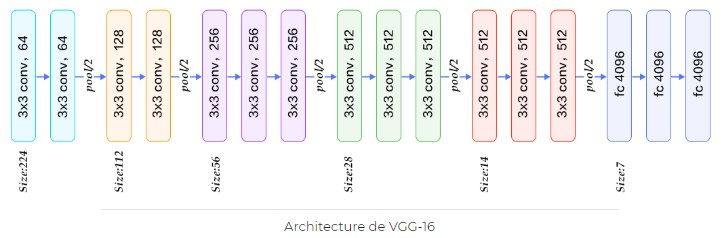 3x3 conv, 64
3x3 conv, 64
pool/2
3x3 conv, 128
3x3 conv, 128
pool/2
3x3 conv, 256
3x3 conv, 256
3x3 conv, 256
pool/2
3x3 conv, 512
3x3 conv, 512
3x3 conv, 512
pool/2
3x3 conv, 512
3x3 conv, 512
3x3 conv, 512
pool/2
fc 4096
fc 4096
fc 4096
Size:224
Size:112
Size:56
Size:28
Size:14
Size:7
Architecture de VGG-16